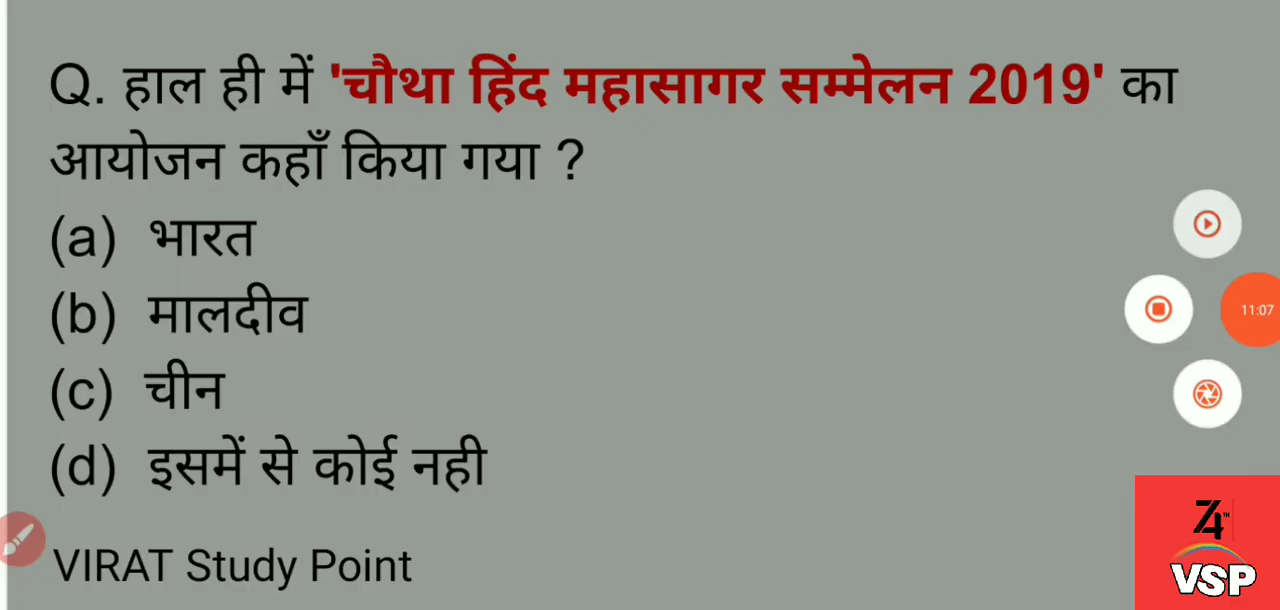 Q. हाल ही में 'चौथा हिंद महासागर सम्मेलन 2019' का
आयोजन कहाँ किया गया ?
(a) भारत
(b) मालदीव
(c) चीन
(d) इसमें से कोई नही
VIRAT Study Point
11:07
74TH
VSP